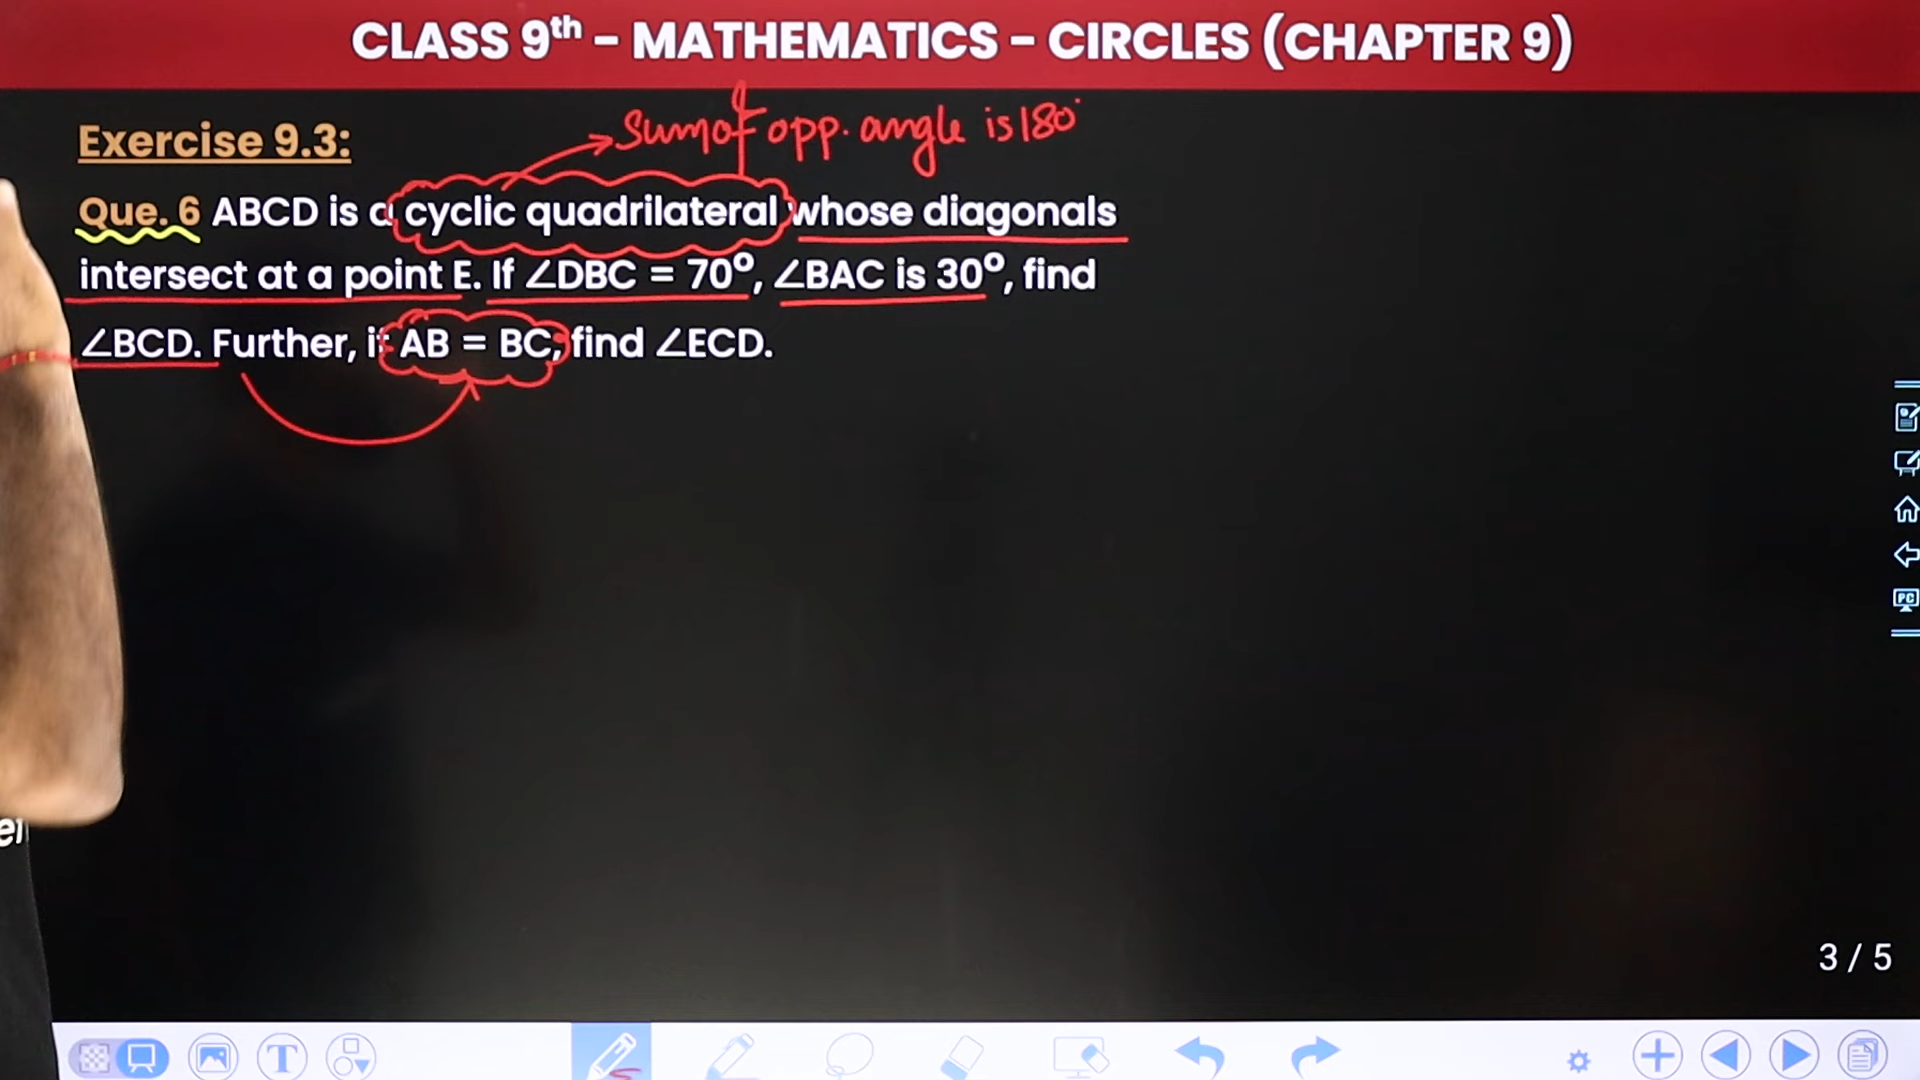 CLASS 9th - MATHEMATICS - CIRCLES (CHAPTER 9)
Sum of opp. angle is 180°
Exercise 9.3:
Que. 6 ABCD is a cyclic quadrilateral whose diagonals
intersect at a point E. If ∠DBC = 70°, ∠BAC is 30°, find
∠BCD. Further, if AB = BC, find ∠ECD.
3 / 5
PC
T